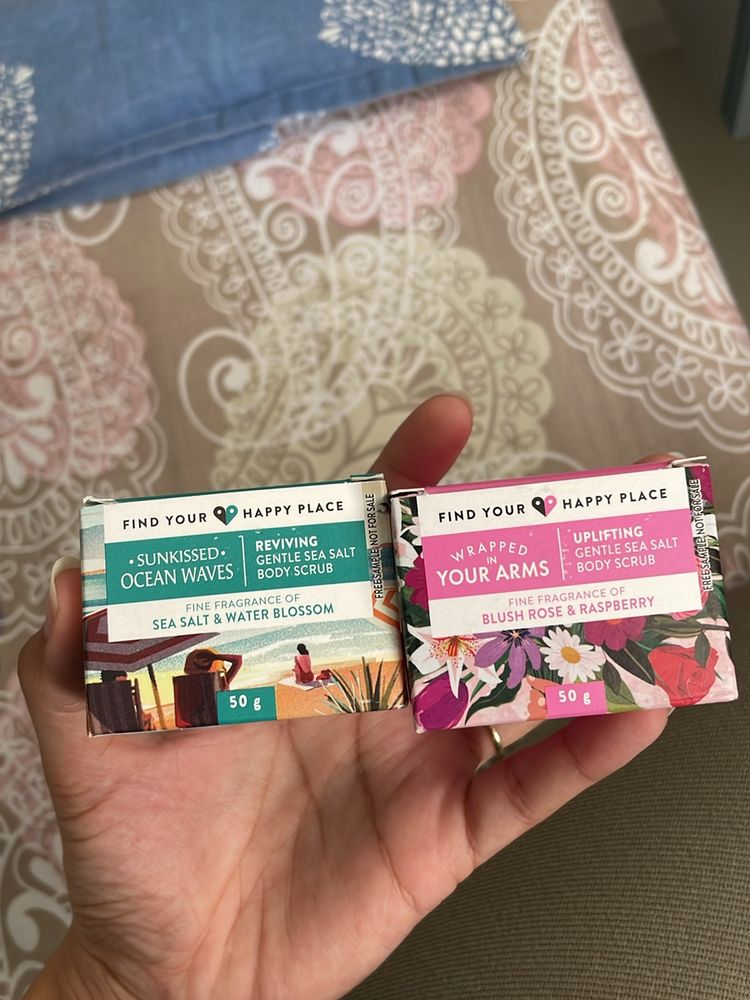 FIND YOUR HAPPY PLACE
SUNKISSED
OCEAN WAVES
REVIVING
GENTLE SEA SALT
BODY SCRUB
FINE FRAGRANCE OF
SEA SALT & WATER BLOSSOM
50 g
FREE SAMPLE, NOT FOR SALE
FIND YOUR HAPPY PLACE
WRAPPED
IN
YOUR ARMS
UPLIFTING
GENTLE SEA SALT
BODY SCRUB
FINE FRAGRANCE OF
BLUSH ROSE & RASPBERRY
50 g
FREE SAMPLE, NOT FOR SALE